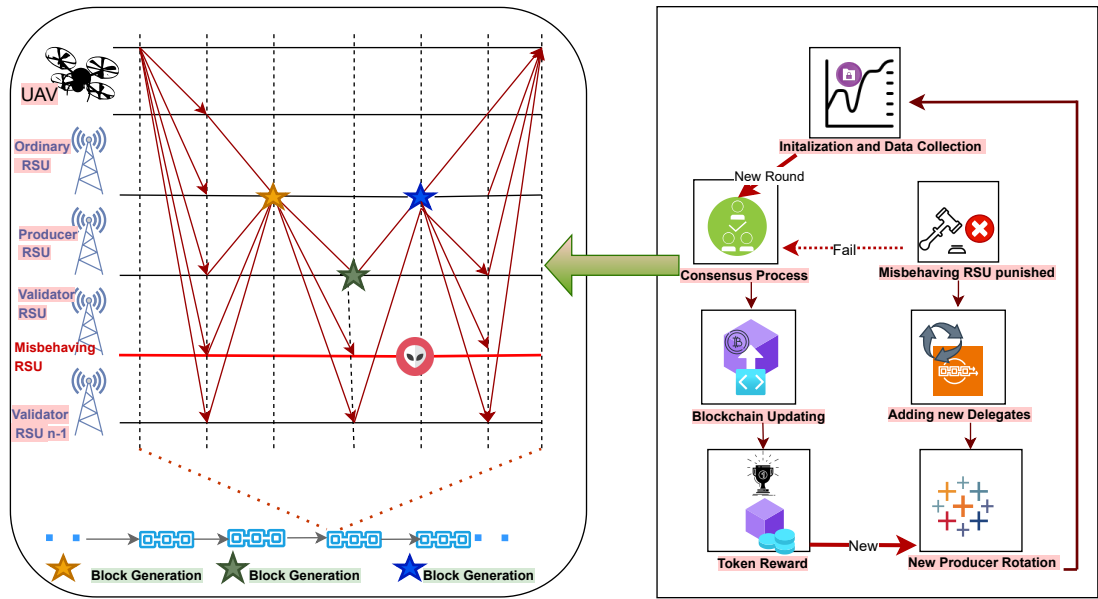 UAV
Ordinary
RSU
Producer
RSU
Validator
RSU
Misbehaving
RSU
Validator
RSU n-1
Block Generation
Block Generation
Block Generation
Initalization and Data Collection
New Round
Consensus Process
Fail
Misbehaving RSU punished
Blockchain Updating
Adding new Delegates
Token Reward
New
New Producer Rotation